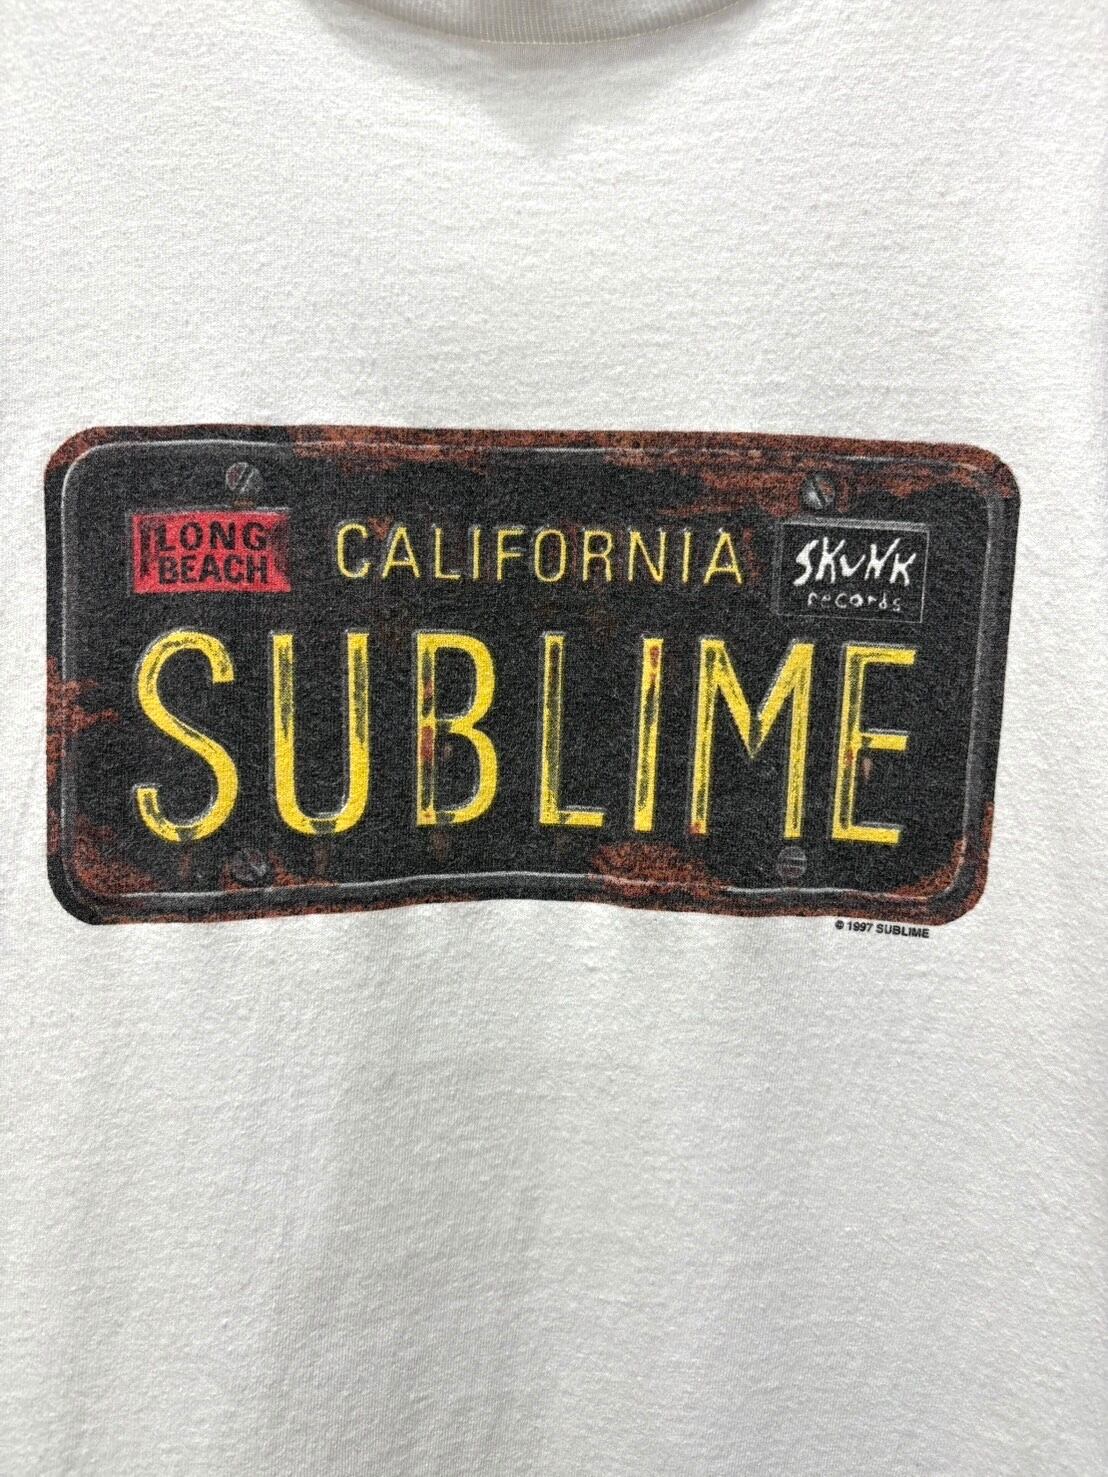 LONG
BEACH
CALIFORNIA
SKUNK
records
SUBLIME
© 1997 SUBLIME